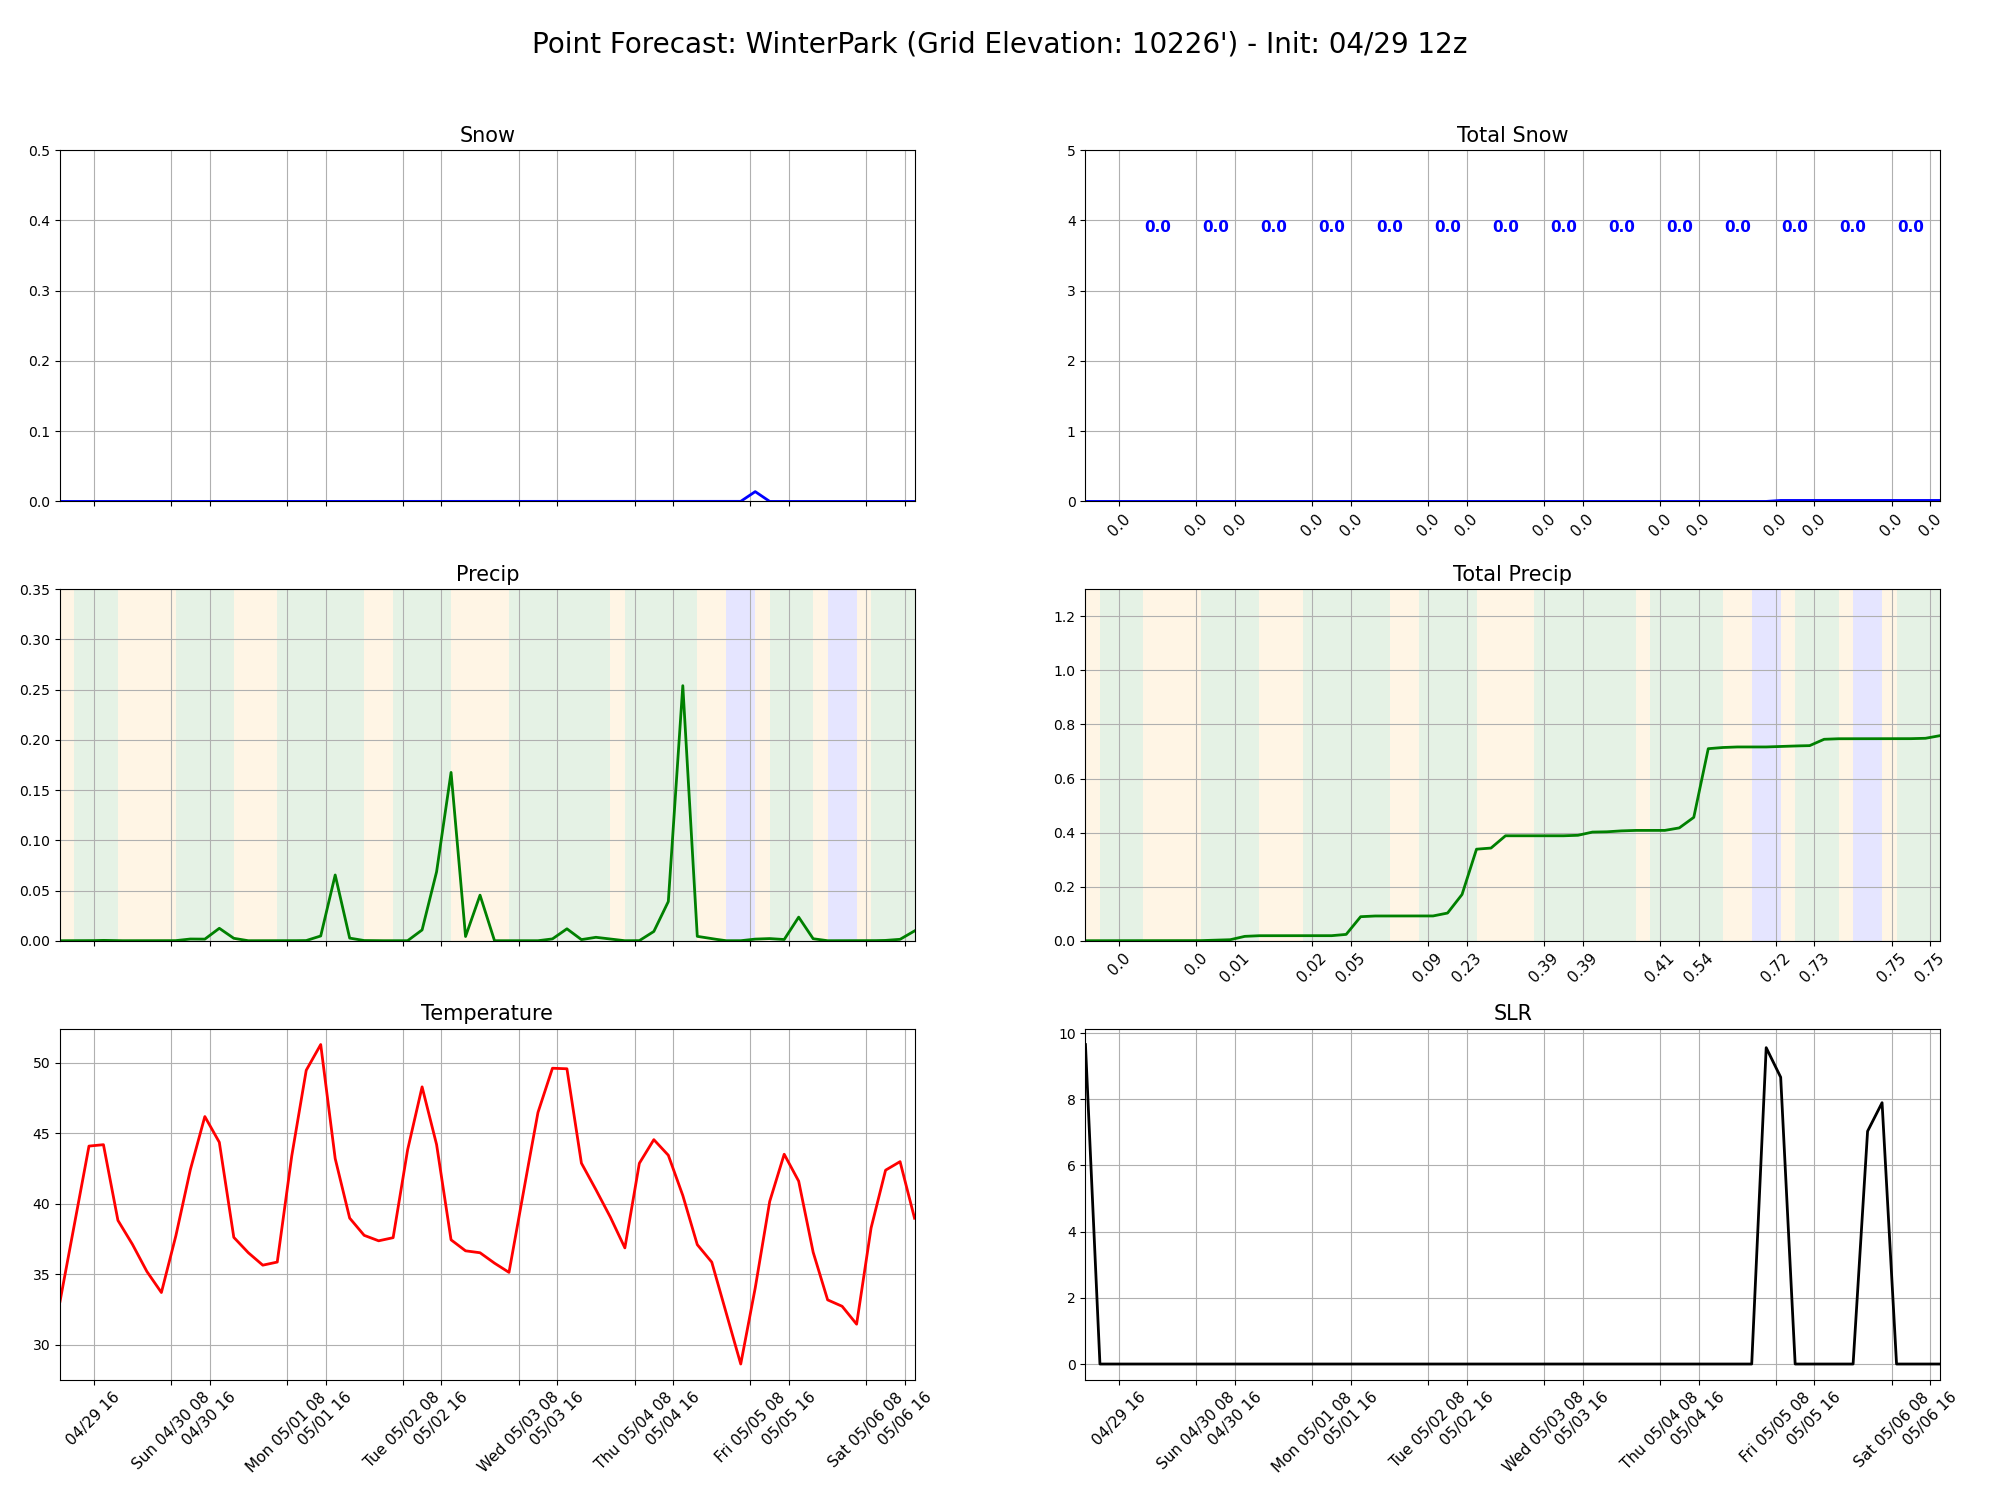 Point Forecast: WinterPark (Grid Elevation: 10226') - Init: 04/29 12z
Snow
0.5
0.4
0.3
0.2
0.1
0.0
Total Snow
5
4
3
2
1
0
0.0 0.0 0.0 0.0 0.0 0.0 0.0 0.0 0.0 0.0 0.0 0.0 0.0 0.0
0.0 0.0 0.0 0.0 0.0 0.0 0.0 0.0 0.0 0.0 0.0 0.0 0.0 0.0 0.0
Precip
0.35
0.30
0.25
0.20
0.15
0.10
0.05
0.00
Total Precip
1.2
1.0
0.8
0.6
0.4
0.2
0.0
0.0 0.0 0.01 0.02 0.05 0.09 0.23 0.39 0.39 0.41 0.54 0.72 0.73 0.75 0.75
Temperature
50
45
40
35
30
04/29 16
Sun 04/30 08
04/30 16
Mon 05/01 08
05/01 16
Tue 05/02 08
05/02 16
Wed 05/03 08
05/03 16
Thu 05/04 08
05/04 16
Fri 05/05 08
05/05 16
Sat 05/06 08
05/06 16
SLR
10
8
6
4
2
0
04/29 16
Sun 04/30 08
04/30 16
Mon 05/01 08
05/01 16
Tue 05/02 08
05/02 16
Wed 05/03 08
05/03 16
Thu 05/04 08
05/04 16
Fri 05/05 08
05/05 16
Sat 05/06 08
05/06 16